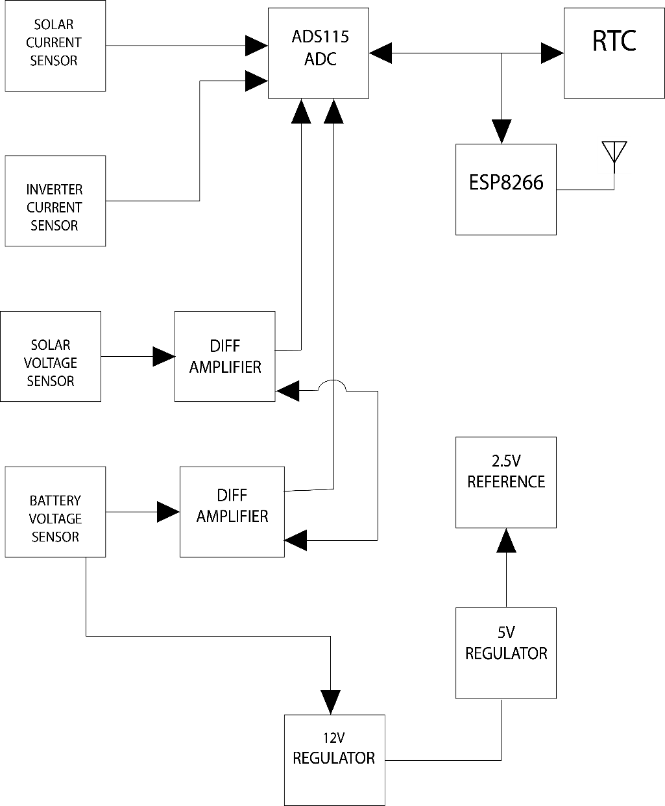 SOLAR
CURRENT
SENSOR
ADS115
ADC
RTC
INVERTER
CURRENT
SENSOR
ESP8266
SOLAR
VOLTAGE
SENSOR
DIFF
AMPLIFIER
BATTERY
VOLTAGE
SENSOR
DIFF
AMPLIFIER
2.5V
REFERENCE
5V
REGULATOR
12V
REGULATOR